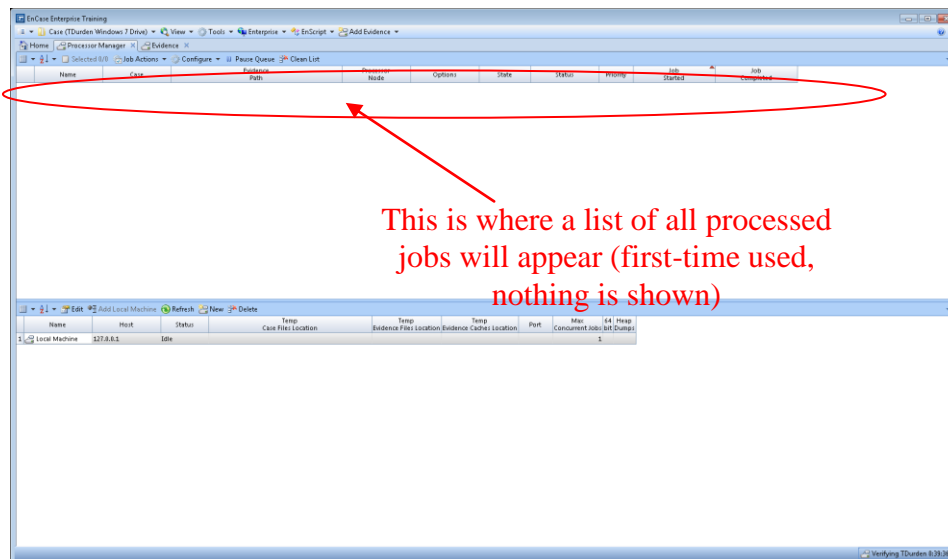 EnCase Enterprise Training
Case (TDurden Windows 7 Drive) View Tools Enterprise EnScript Add Evidence
Home Processor Manager Evidence
Selected 0/0 Job Actions Configure Pause Queue Clean List
Name Case Evidence Path Processor Node Options State Status Priority Job Started Job Completed
This is where a list of all processed
jobs will appear (first-time used,
nothing is shown)
Edit Add Local Machine Refresh New Delete
Name Host Status Temp Case Files Location Temp Evidence Files Location Temp Evidence Caches Location Port Max Concurrent Jobs 64 bit Heap Dumps
1 Local Machine 127.0.0.1 Idle 1
Verifying TDurden